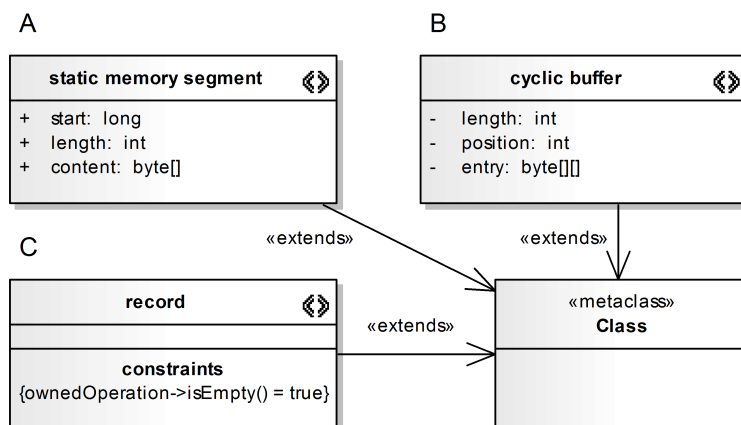 A
static memory segment
+ start: long
+ length: int
+ content: byte[]
B
cyclic buffer
- length: int
- position: int
- entry: byte[][]
«extends»
«extends»
C
record
constraints
{ownedOperation->isEmpty() = true}
«extends»
«metaclass»
Class